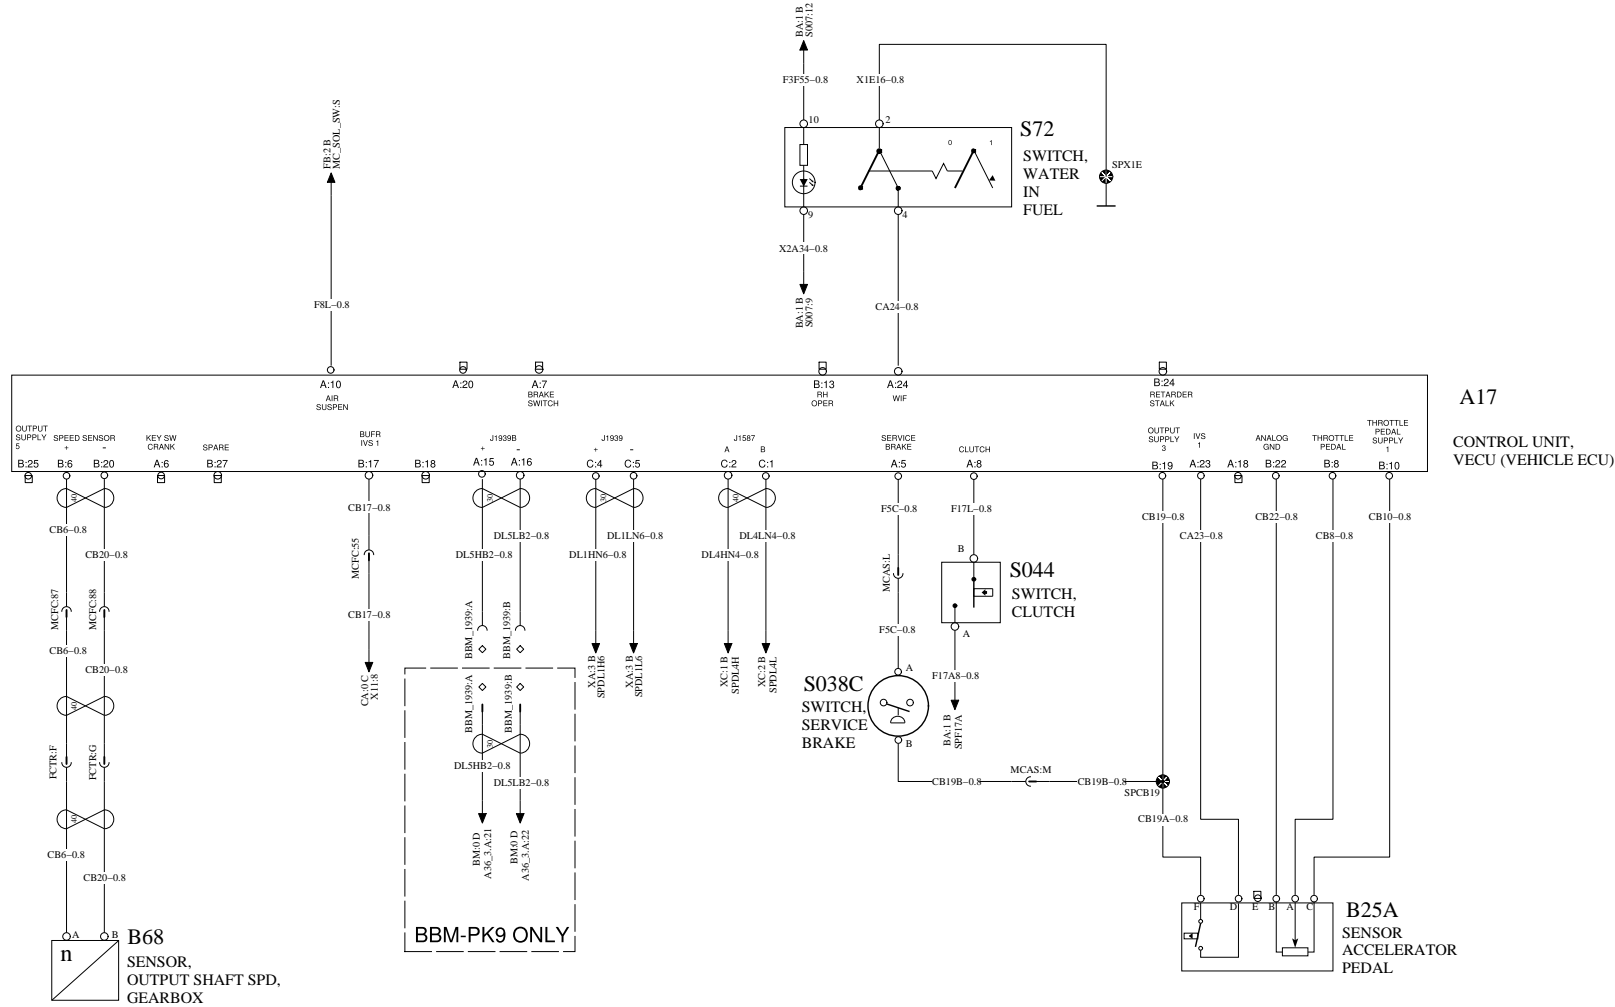 BA:1 B
S007:12
F3F55-0.8
X1E16-0.8
10
2
S72
SWITCH,
WATER
IN
FUEL
0
1
SPX1E
9
4
X2A34-0.8
BA:1 B
S007:9
CA24-0.8
FB:2 B
MC_SOL_SW:S
F8L-0.8
A:10
AIR
SUSPEN
A:20
A:7
BRAKE
SWITCH
B:13
RH
OPER
A:24
WIF
B:24
RETARDER
STALK
A17
CONTROL UNIT,
VECU (VEHICLE ECU)
OUTPUT
SUPPLY
5
B:25
SPEED SENSOR
+
-
B:6
B:20
KEY SW
CRANK
A:6
SPARE
B:27
BUFR
IVS 1
B:17
B:18
J1939B
+
-
A:15
A:16
J1939
+
-
C:4
C:5
J1587
A
B
C:2
C:1
SERVICE
BRAKE
A:5
CLUTCH
A:8
OUTPUT
SUPPLY
3
B:19
IVS
1
A:23
A:18
ANALOG
GND
B:22
THROTTLE
PEDAL
B:8
THROTTLE
PEDAL
SUPPLY
1
B:10
40
30
30
40
CB6-0.8
CB20-0.8
MCFC:87
MCFC:88
CB6-0.8
CB20-0.8
40
FCTR:F
FCTR:G
40
CB6-0.8
CB20-0.8
A
B
n
B68
SENSOR,
OUTPUT SHAFT SPD,
GEARBOX
CB17-0.8
MCFC:55
CB17-0.8
CA:0 C
X11:8
DL5HB2-0.8
DL5LB2-0.8
BBM_1939:A
BBM_1939:B
BBM_1939:A
BBM_1939:B
30
DL5HB2-0.8
DL5LB2-0.8
BM:0 D
A36_3.A:21
BM:0 D
A36_3.A:22
BBM-PK9 ONLY
DL1HN6-0.8
DL1LN6-0.8
XA:3 B
SPDL1H6
XA:3 B
SPDL1L6
DL4HN4-0.8
DL4LN4-0.8
XC:1 B
SPDL4H
XC:2 B
SPDL4L
F5C-0.8
MCAS:L
F5C-0.8
A
S038C
SWITCH,
SERVICE
BRAKE
B
F17L-0.8
B
S044
SWITCH,
CLUTCH
A
F17A8-0.8
BA:1 B
SPF17A
CB19B-0.8
MCAS:M
CB19B-0.8
SPCB19
CB19-0.8
CA23-0.8
CB22-0.8
CB8-0.8
CB10-0.8
CB19A-0.8
F
D
E
B
A
C
B25A
SENSOR
ACCELERATOR
PEDAL